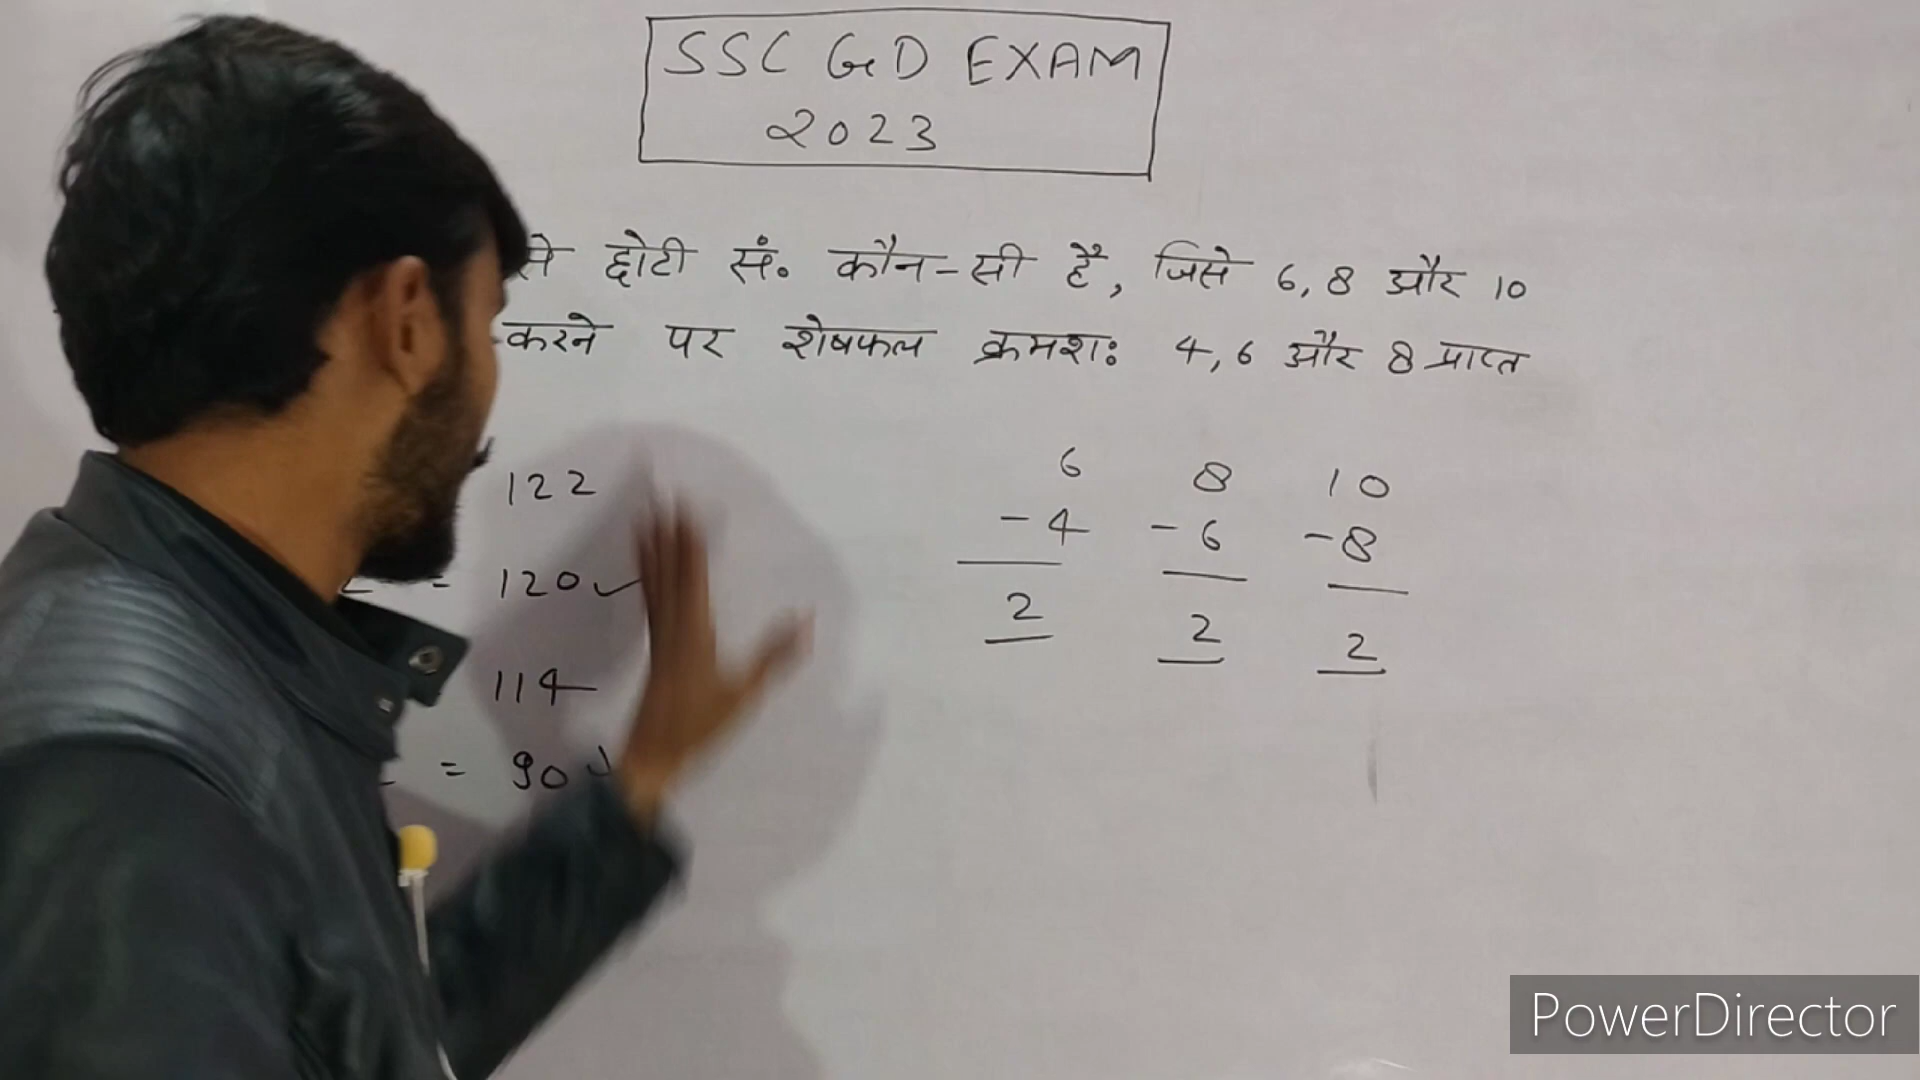 SSC GD EXAM
2023
से छोटी सं. कौन-सी है, जिसे 6, 8 और 10
करने पर शेषफल क्रमशः 4, 6 और 8 प्राप्त
122
= 120 ✓
114
= 90
6 8 10
-4 -6 -8
2 2 2
PowerDirector